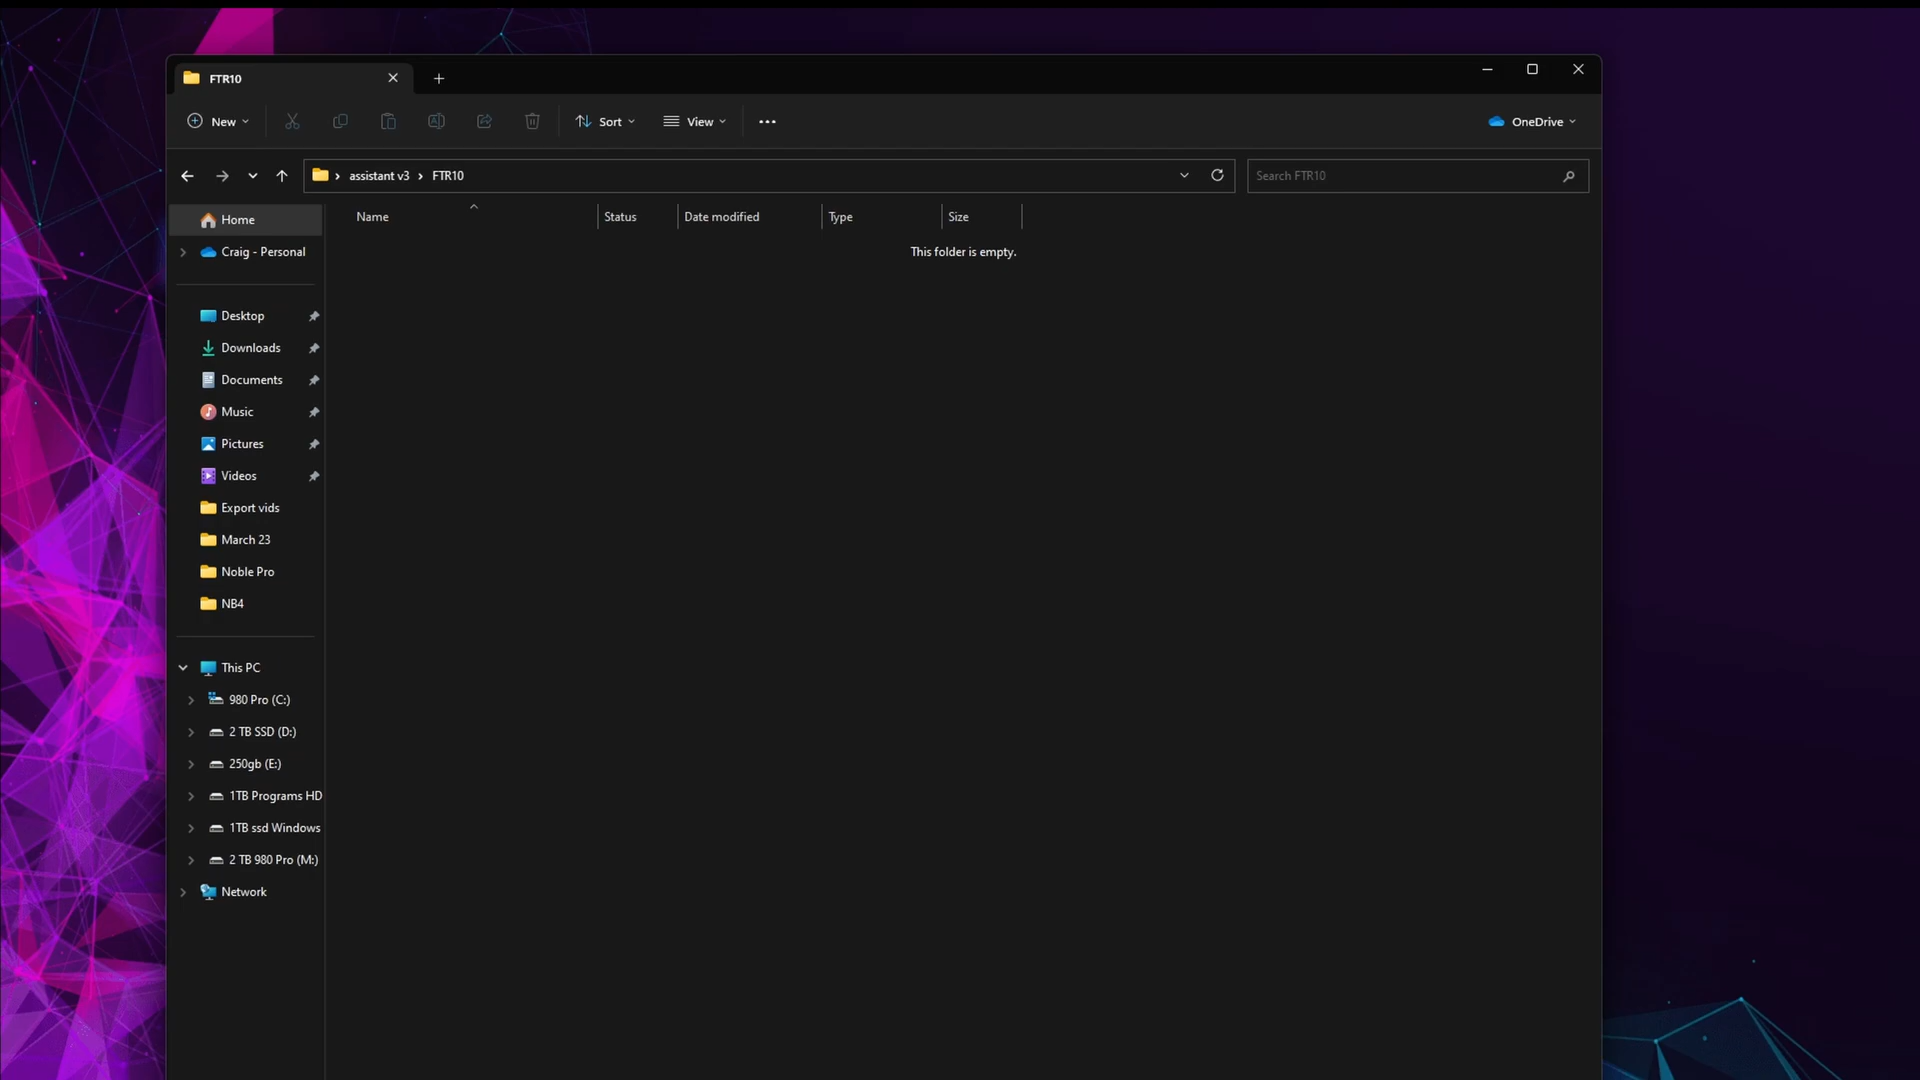 FTR10
New
Sort
View
OneDrive
assistant v3
FTR10
Search FTR10
Home
Craig - Personal
Desktop
Downloads
Documents
Music
Pictures
Videos
Export vids
March 23
Noble Pro
NB4
This PC
980 Pro (C:)
2 TB SSD (D:)
250gb (E:)
1TB Programs HD
1TB ssd Windows
2 TB 980 Pro (M:)
Network
Name
Status
Date modified
Type
Size
This folder is empty.